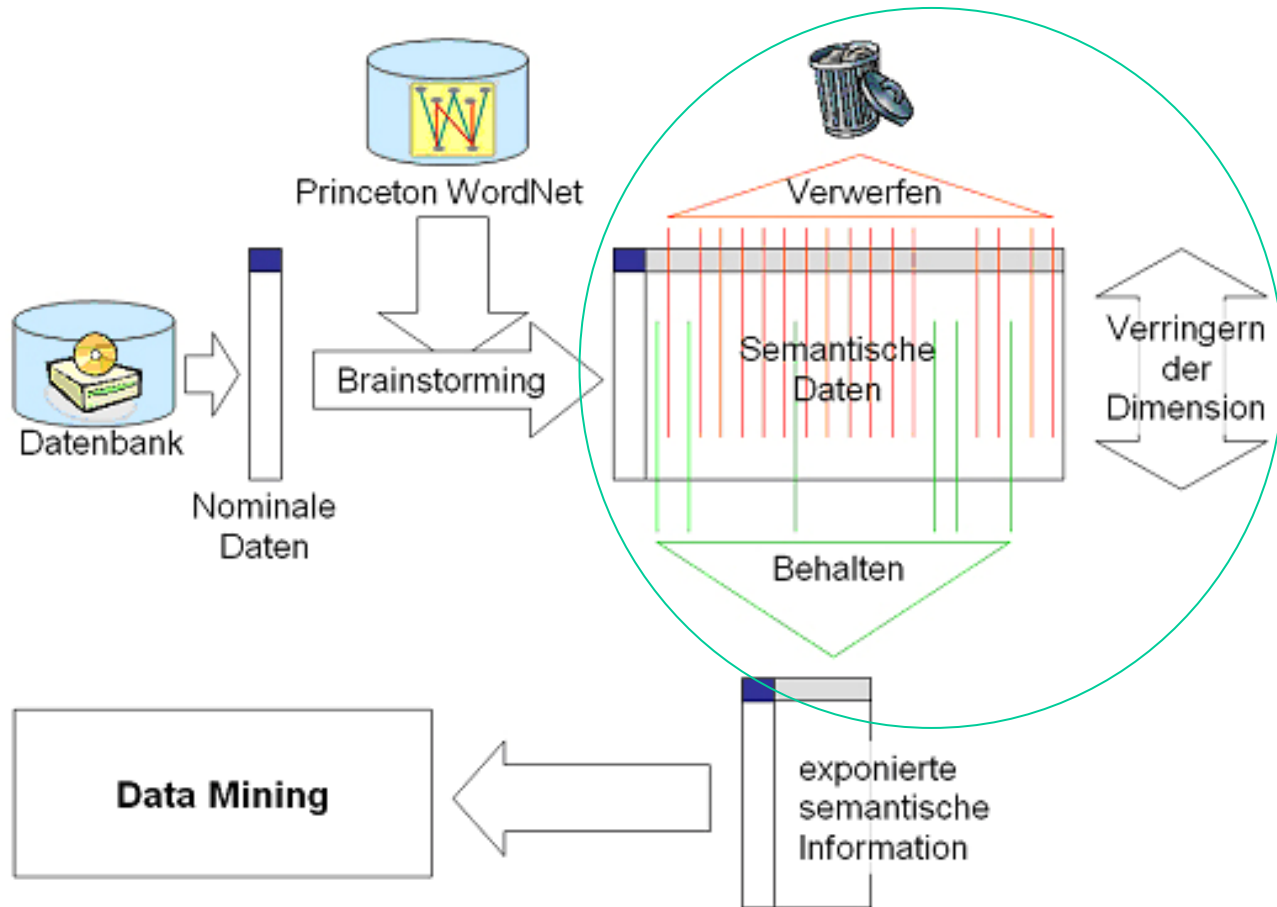 Princeton WordNet
Verwerfen
Datenbank
Nominale
Daten
Brainstorming
Semantische
Daten
Verringern
der
Dimension
Behalten
exponierte
semantische
Information
Data Mining